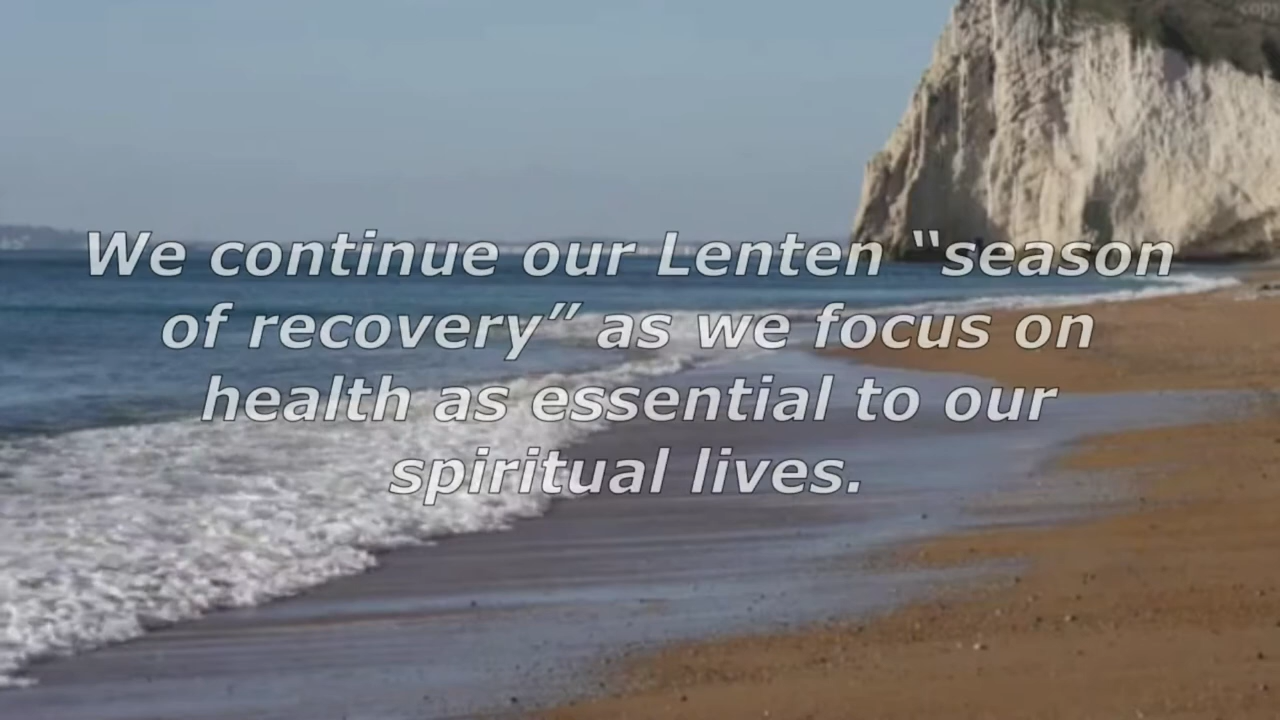 We continue our Lenten “season
of recovery” as we focus on
health as essential to our
spiritual lives.